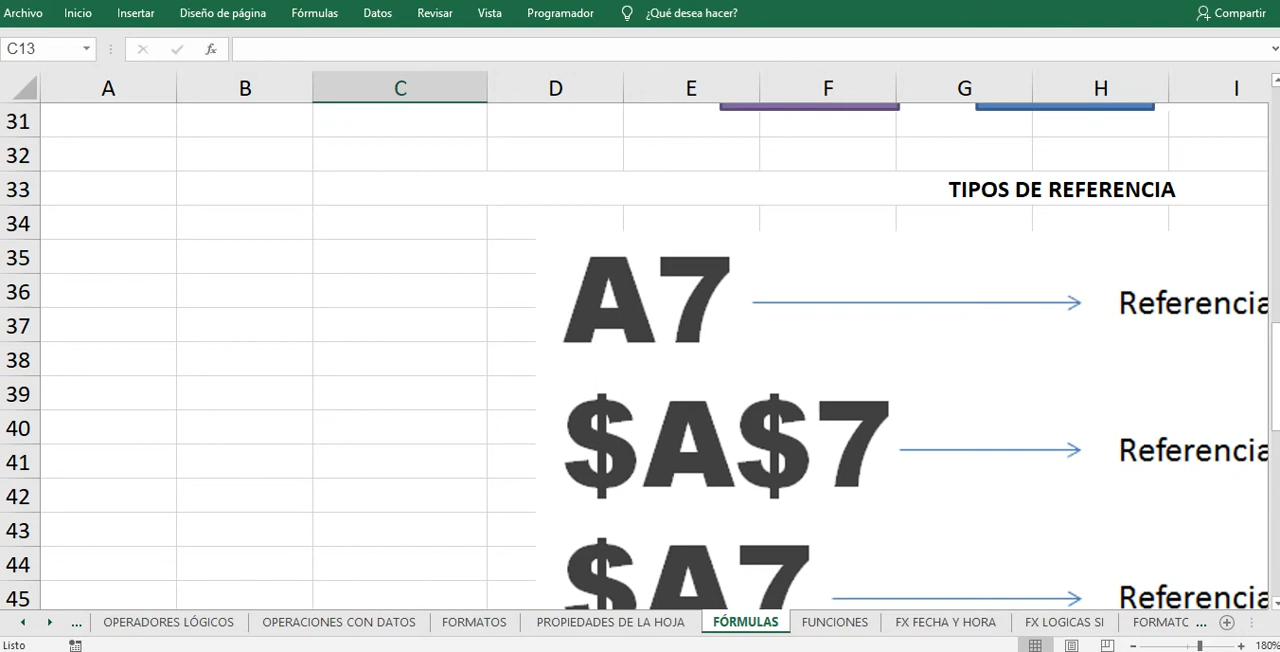 Archivo Inicio Insertar Diseño de página Fórmulas Datos Revisar Vista Programador ¿Qué desea hacer? Compartir
C13 fx
A B C D E F G H I
31
32
33 TIPOS DE REFERENCIA
34
35
36 A7 Referencia
37
38
39
40
41 $A$7 Referencia
42
43
44
45 $A7 Referencia
... OPERADORES LÓGICOS OPERACIONES CON DATOS FORMATOS PROPIEDADES DE LA HOJA FÓRMULAS FUNCIONES FX FECHA Y HORA FX LOGICAS SI FORMATC ...
Listo 180%